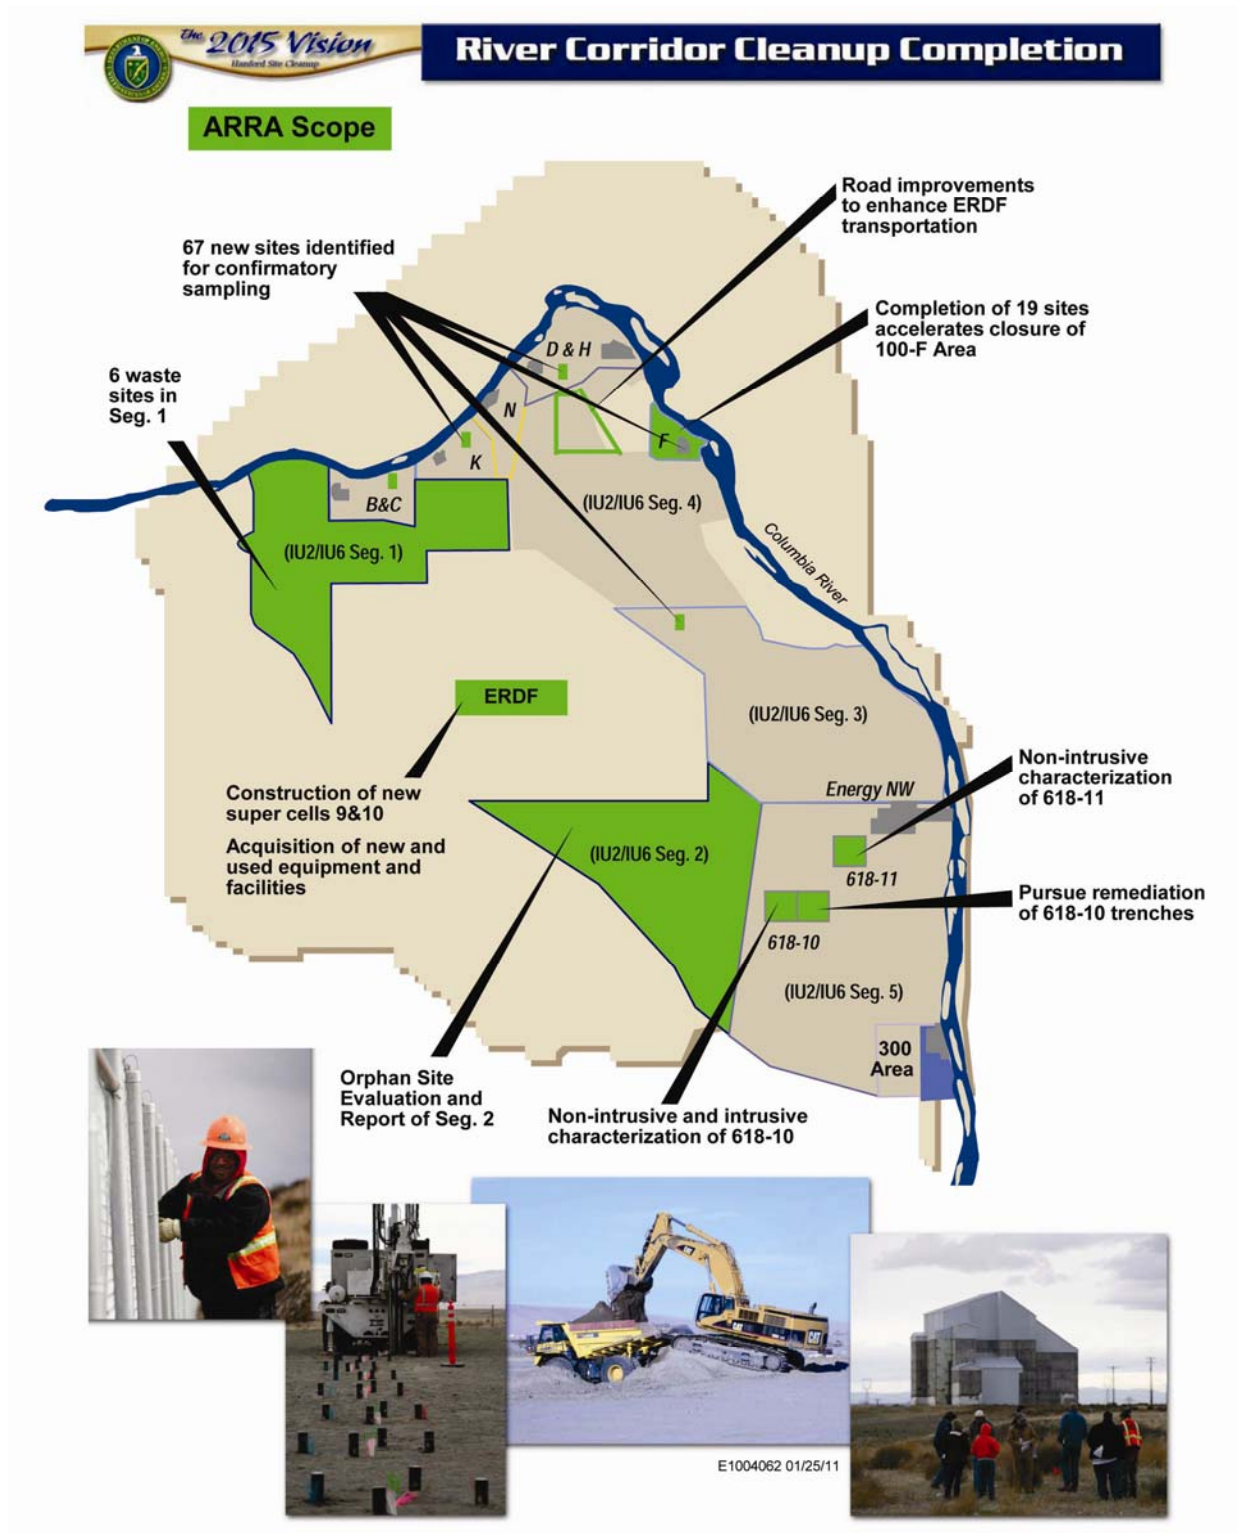 The 2015 Vision
Hanford Site Cleanup
River Corridor Cleanup Completion
ARRA Scope
Road improvements
to enhance ERDF
transportation
67 new sites identified
for confirmatory
sampling
Completion of 19 sites
accelerates closure of
100-F Area
D & H
6 waste
sites in
Seg. 1
N
F
K
B&C
(IU2/IU6 Seg. 4)
(IU2/IU6 Seg. 1)
Columbia River
ERDF
(IU2/IU6 Seg. 3)
Non-intrusive
characterization
of 618-11
Energy NW
Construction of new
super cells 9&10
Acquisition of new and
used equipment and
facilities
(IU2/IU6 Seg. 2)
618-11
Pursue remediation
of 618-10 trenches
618-10
(IU2/IU6 Seg. 5)
300
Area
Orphan Site
Evaluation and
Report of Seg. 2
Non-intrusive and intrusive
characterization of 618-10
CAT
CAT
E1004062 01/25/11